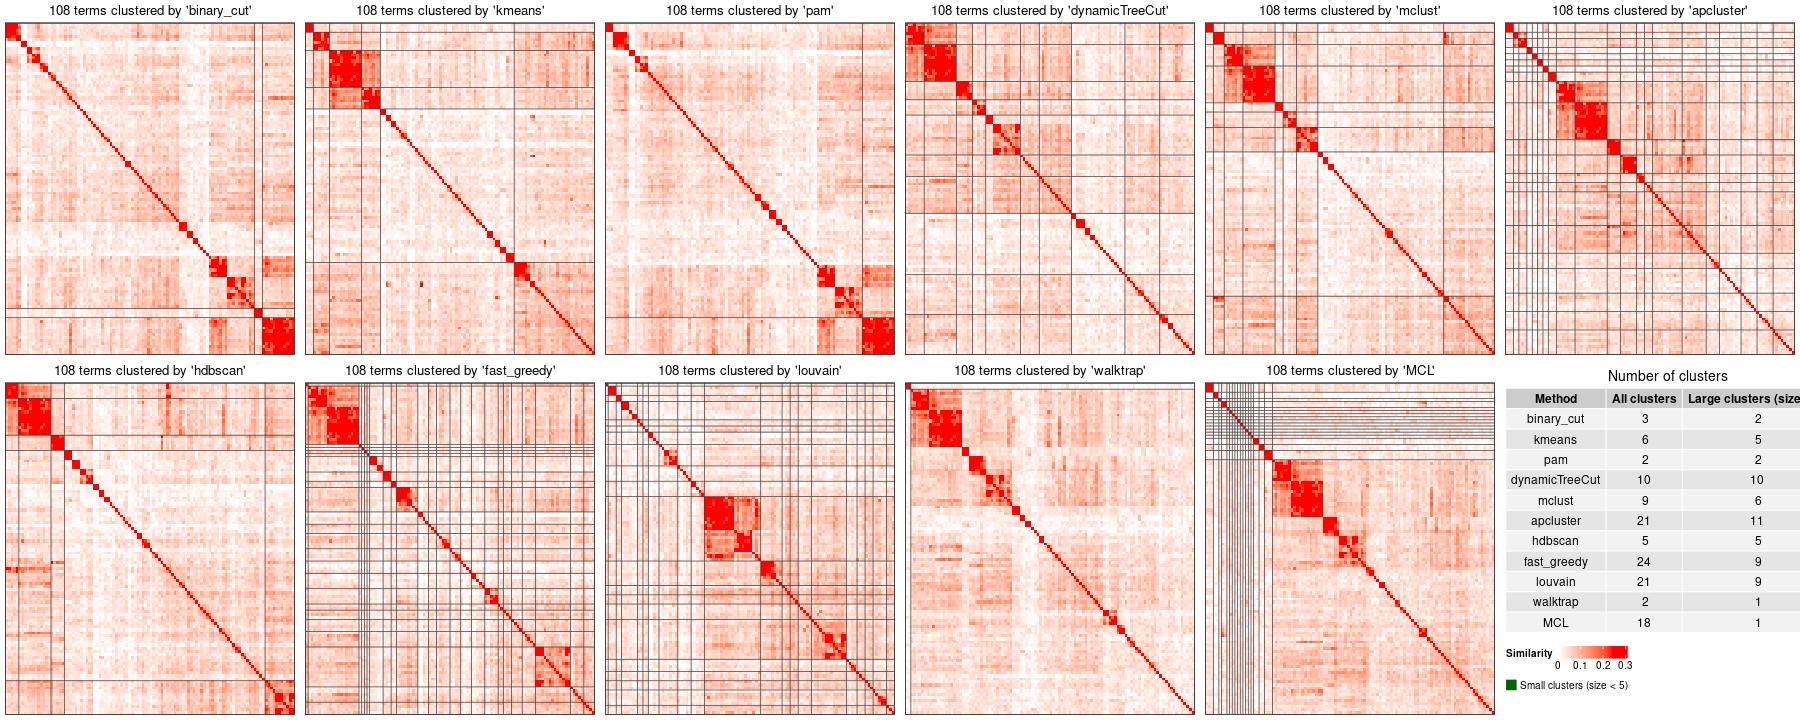 108 terms clustered by 'binary_cut'
108 terms clustered by 'kmeans'
108 terms clustered by 'pam'
108 terms clustered by 'dynamicTreeCut'
108 terms clustered by 'mclust'
108 terms clustered by 'apcluster'
108 terms clustered by 'hdbscan'
108 terms clustered by 'fast_greedy'
108 terms clustered by 'louvain'
108 terms clustered by 'walktrap'
108 terms clustered by 'MCL'
Number of clusters
Method All clusters Large clusters (size
binary_cut 3 2
kmeans 6 5
pam 2 2
dynamicTreeCut 10 10
mclust 9 6
apcluster 21 11
hdbscan 5 5
fast_greedy 24 9
louvain 21 9
walktrap 2 1
MCL 18 1
Similarity
0 0.1 0.2 0.3
Small clusters (size < 5)